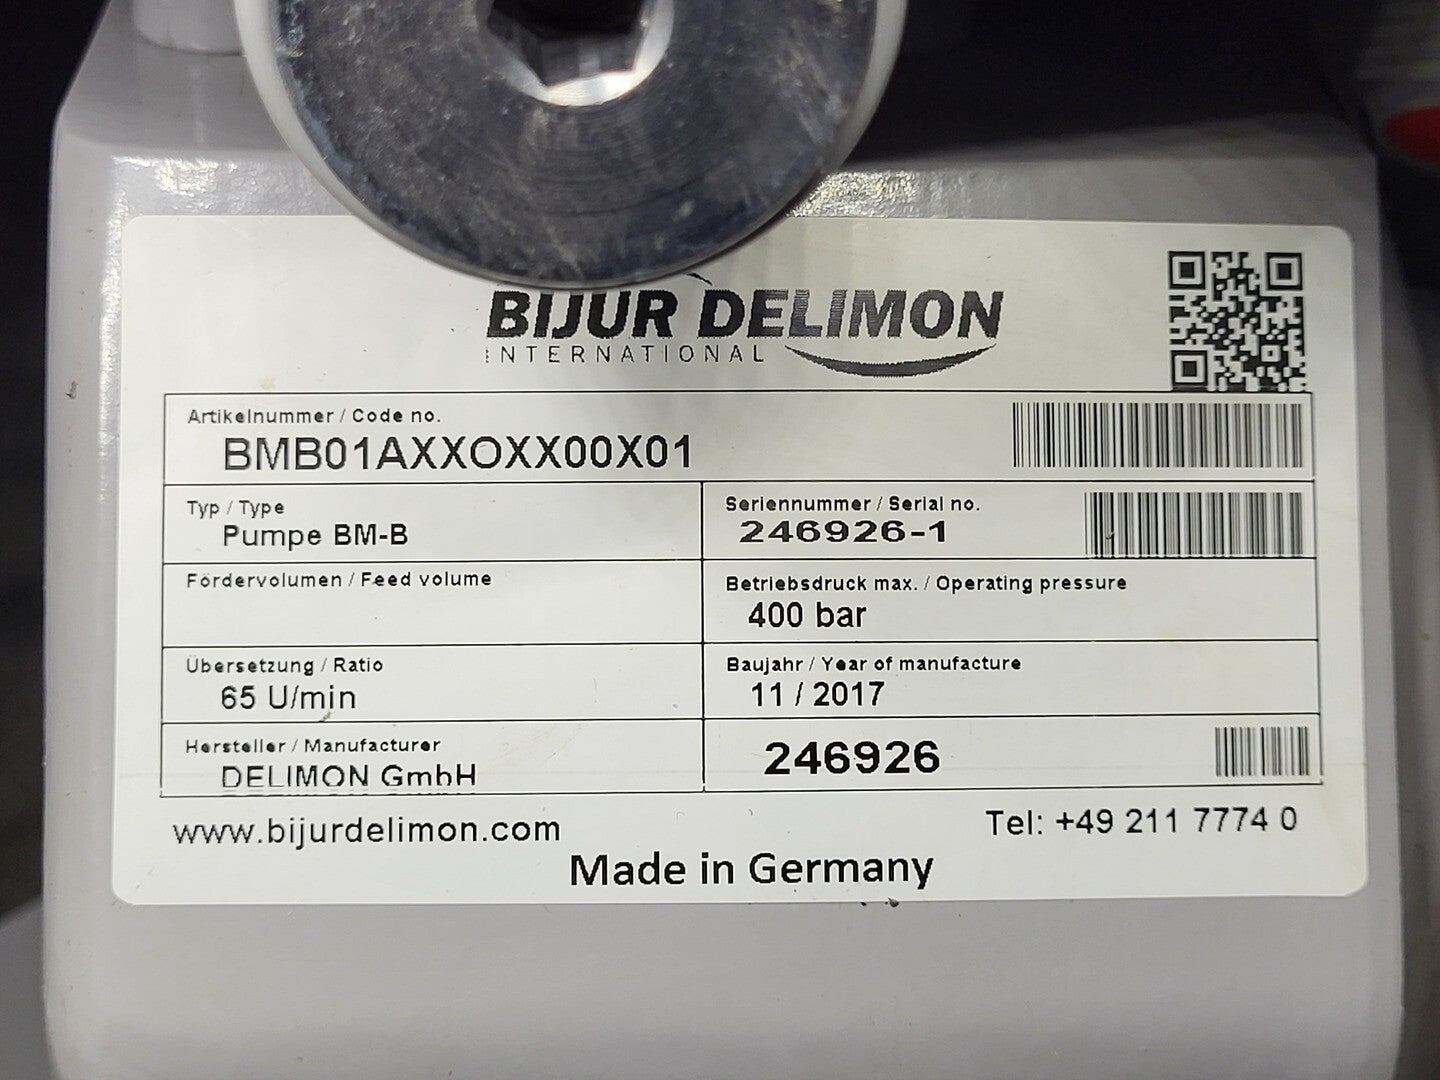 BIJUR DELIMON
INTERNATIONAL
Artikelnummer / Code no.
BMB01AXXOXX00X01
Typ / Type
Pumpe BM-B
Seriennummer / Serial no.
246926-1
Fördervolumen / Feed volume
Betriebsdruck max. / Operating pressure
400 bar
Übersetzung / Ratio
65 U/min
Baujahr / Year of manufacture
11 / 2017
Hersteller / Manufacturer
DELIMON GmbH
246926
www.bijurdelimon.com
Tel: +49 211 7774 0
Made in Germany